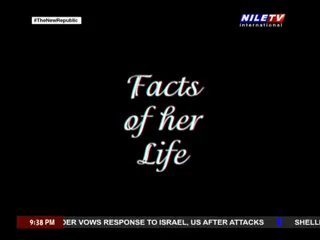 #TheNewRepublic
NILE TV
international
Facts
of her
Life
9:38 PM
DER VOWS RESPONSE TO ISRAEL, US AFTER ATTACKS
SHELLI